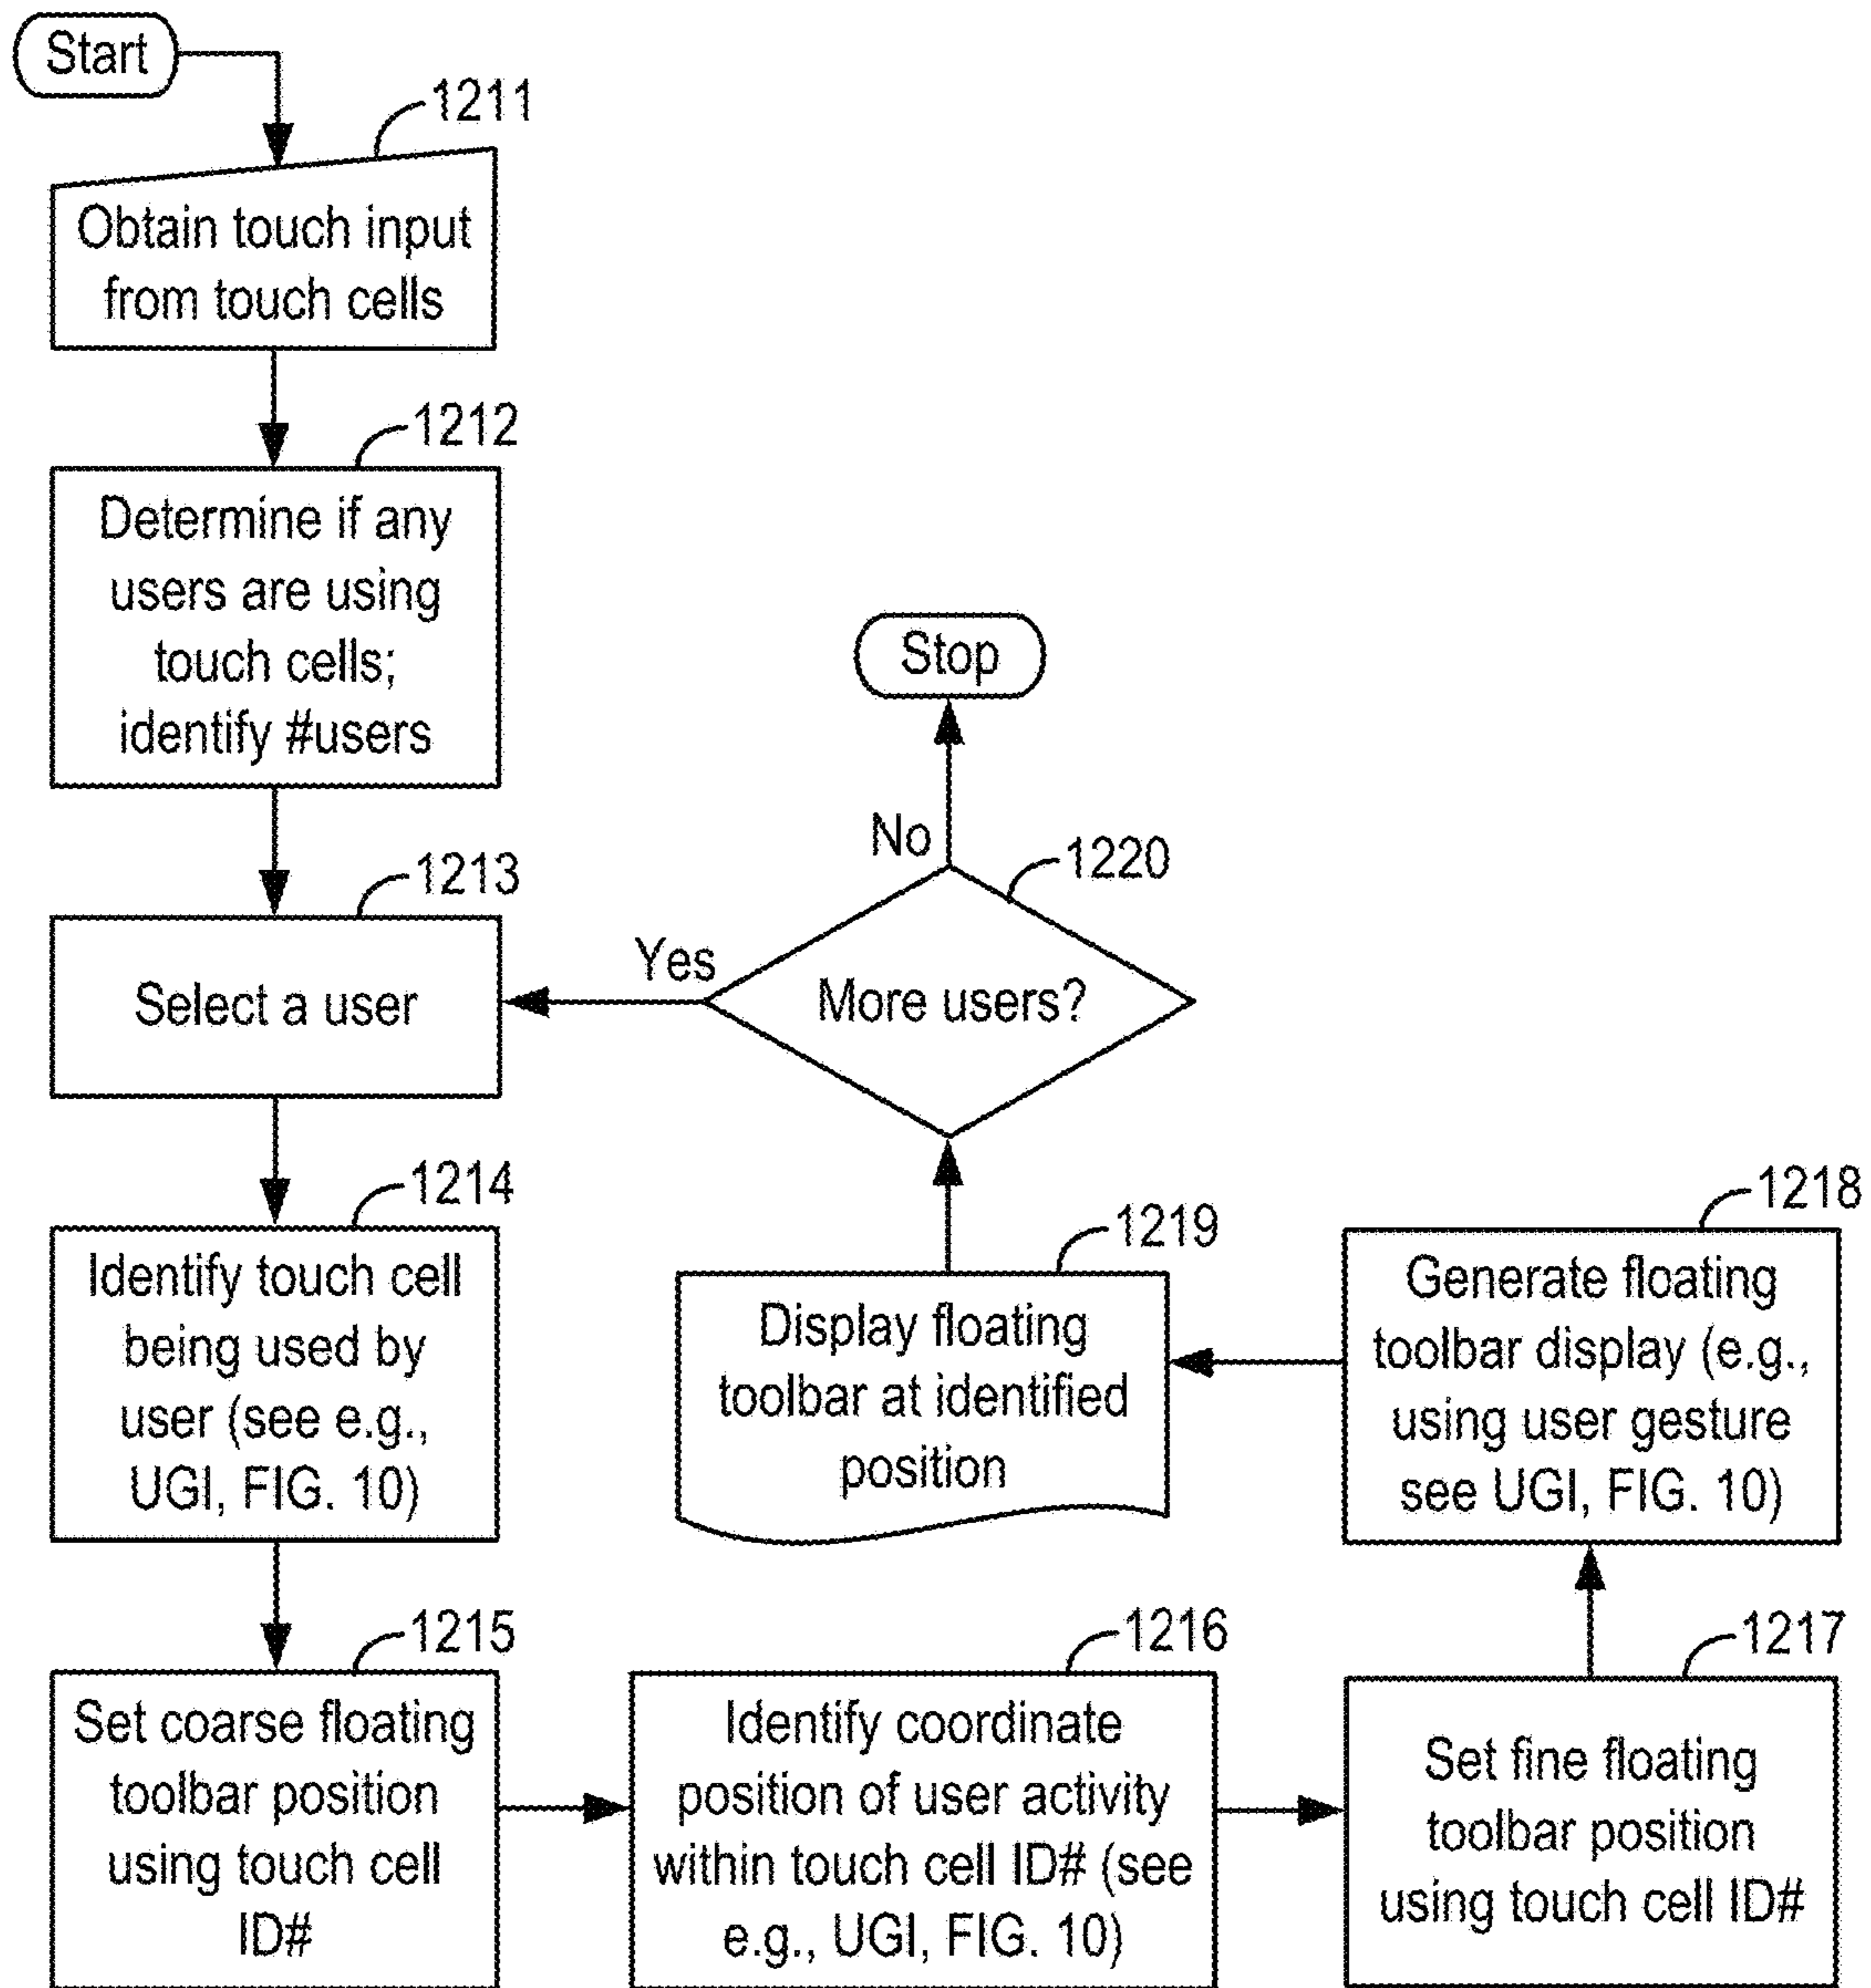 Start
1211
Obtain touch input
from touch cells
1212
Determine if any
users are using
touch cells;
identify #users
1213
Select a user
1214
Identify touch cell
being used by
user (see e.g.,
UGI, FIG. 10)
1215
Set coarse floating
toolbar position
using touch cell
ID#
1216
Identify coordinate
position of user activity
within touch cell ID# (see
e.g., UGI, FIG. 10)
1217
Set fine floating
toolbar position
using touch cell ID#
1218
Generate floating
toolbar display (e.g.,
using user gesture
see UGI, FIG. 10)
1219
Display floating
toolbar at identified
position
1220
More users?
Yes
No
Stop